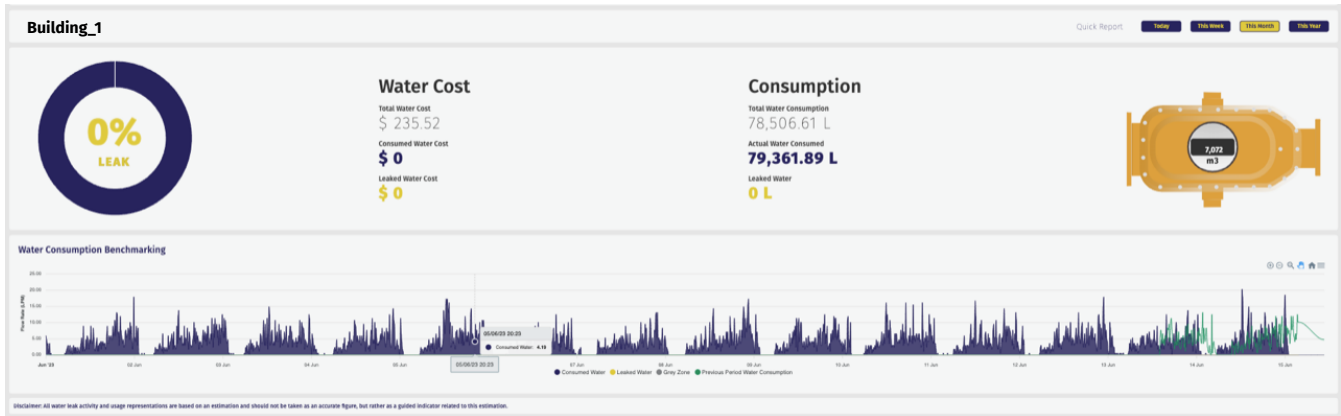 Building_1
Quick Report
Today
This Week
This Month
This Year
0%
LEAK
Water Cost
Total Water Cost
$ 235.52
Consumed Water Cost
$ 0
Leaked Water Cost
$ 0
Consumption
Total Water Consumption
78,506.61 L
Actual Water Consumed
79,361.89 L
Leaked Water
0 L
7,072
m3
Water Consumption Benchmarking
Flow Rate (LPM)
25.00
20.00
15.00
10.00
5.00
0.00
05/06/23 20:23
Consumed Water: 4.15
Jun '23
02 Jun
03 Jun
04 Jun
05 Jun
05/06/23 20:23
07 Jun
08 Jun
09 Jun
10 Jun
11 Jun
12 Jun
13 Jun
14 Jun
15 Jun
Consumed Water
Leaked Water
Grey Zone
Previous Period Water Consumption
Disclaimer: All water leak activity and usage representations are based on an estimation and should not be taken as an accurate figure, but rather as a guided indicator related to this estimation.